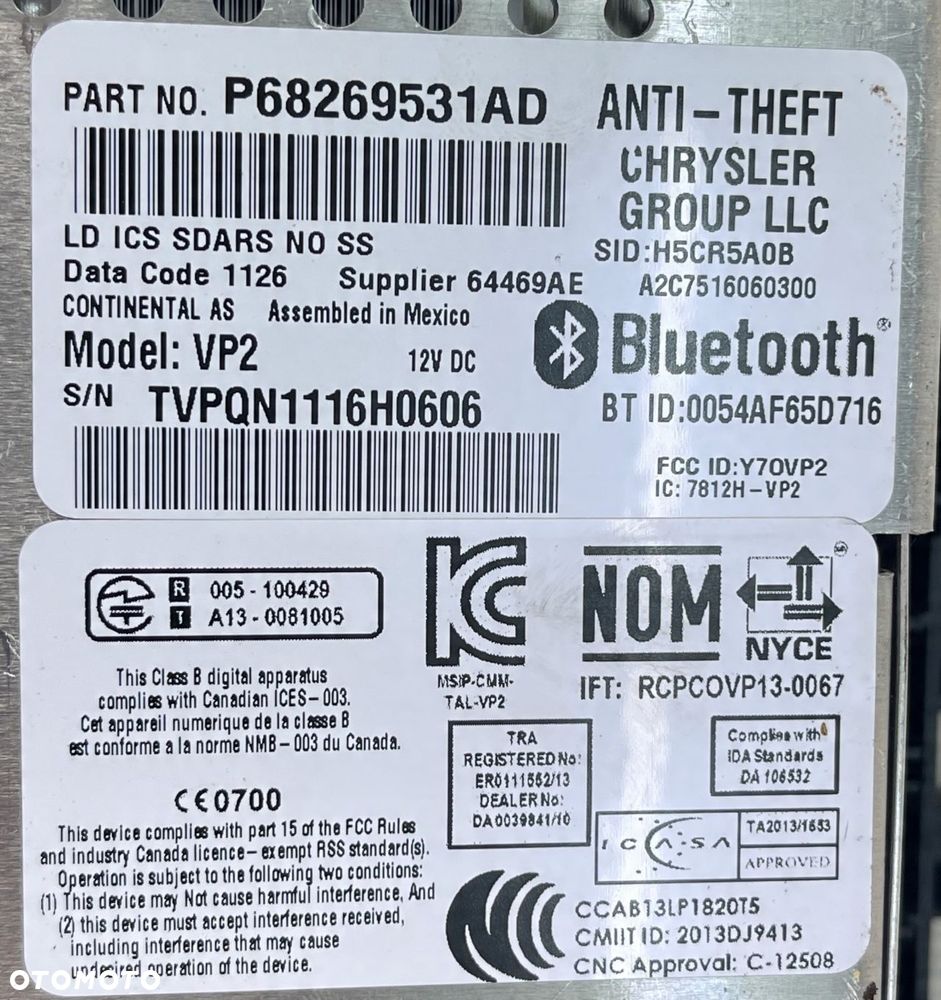 PART NO. P68269531AD
ANTI-THEFT
CHRYSLER
GROUP LLC
LD ICS SDARS NO SS
SID:H5CR5A0B
Data Code 1126 Supplier 64469AE
A2C7516060300
CONTINENTAL AS Assembled in Mexico
Model: VP2 12V DC
Bluetooth®
S/N TVPQN1116H0606
BT ID:0054AF65D716
FCC ID:Y7OVP2
IC: 7812H-VP2
R 005-100429
T A13-0081005
This Class B digital apparatus
complies with Canadian ICES-003.
Cet appareil numerique de la classe B
est conforme a la norme NMB-003 du Canada.
CE0700
This device complies with part 15 of the FCC Rules
and industry Canada licence-exempt RSS standard(s).
Operation is subject to the following two conditions:
(1) This device may Not cause harmful interference, And
(2) this device must accept interference received,
including interference that may cause
undesired operation of the device.
KC
MSIP-CMM-
TAL-VP2
NOM
NYCE
IFT: RCPCOVP13-0067
TRA
REGISTERED No:
ER0111552/13
DEALER No:
DA0039841/10
Complies with
IDA Standards
DA 106532
ICASA
TA2013/1653
APPROVED
CCAB13LP1820T5
CMIIT ID: 2013DJ9413
CNC Approval: C-12508
OTOMOTO